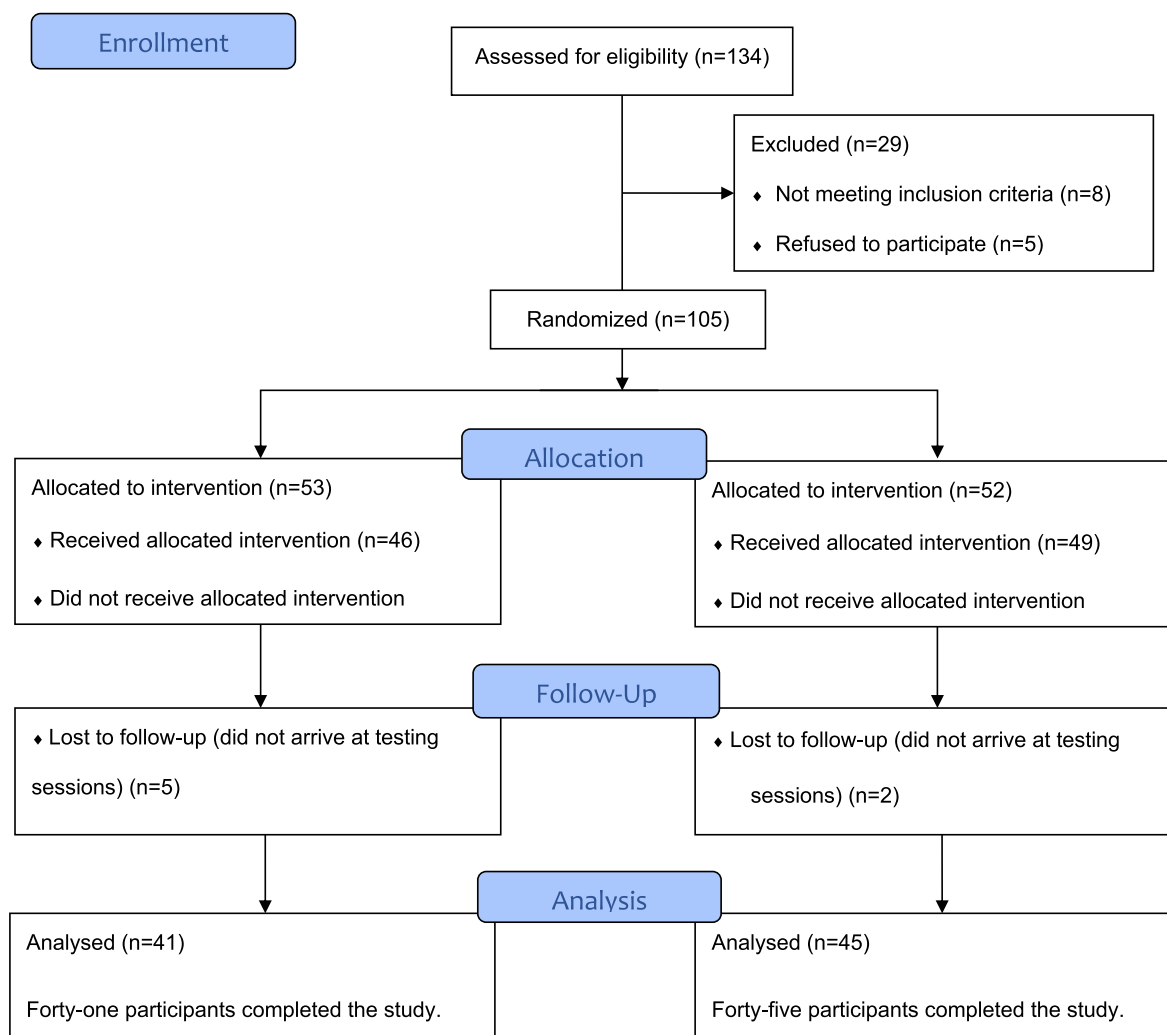 Enrollment
Assessed for eligibility (n=134)
Excluded (n=29)
♦ Not meeting inclusion criteria (n=8)
♦ Refused to participate (n=5)
Randomized (n=105)
Allocation
Allocated to intervention (n=53)
♦ Received allocated intervention (n=46)
♦ Did not receive allocated intervention
Allocated to intervention (n=52)
♦ Received allocated intervention (n=49)
♦ Did not receive allocated intervention
Follow-Up
♦ Lost to follow-up (did not arrive at testing
sessions) (n=5)
♦ Lost to follow-up (did not arrive at testing
sessions) (n=2)
Analysis
Analysed (n=41)
Forty-one participants completed the study.
Analysed (n=45)
Forty-five participants completed the study.